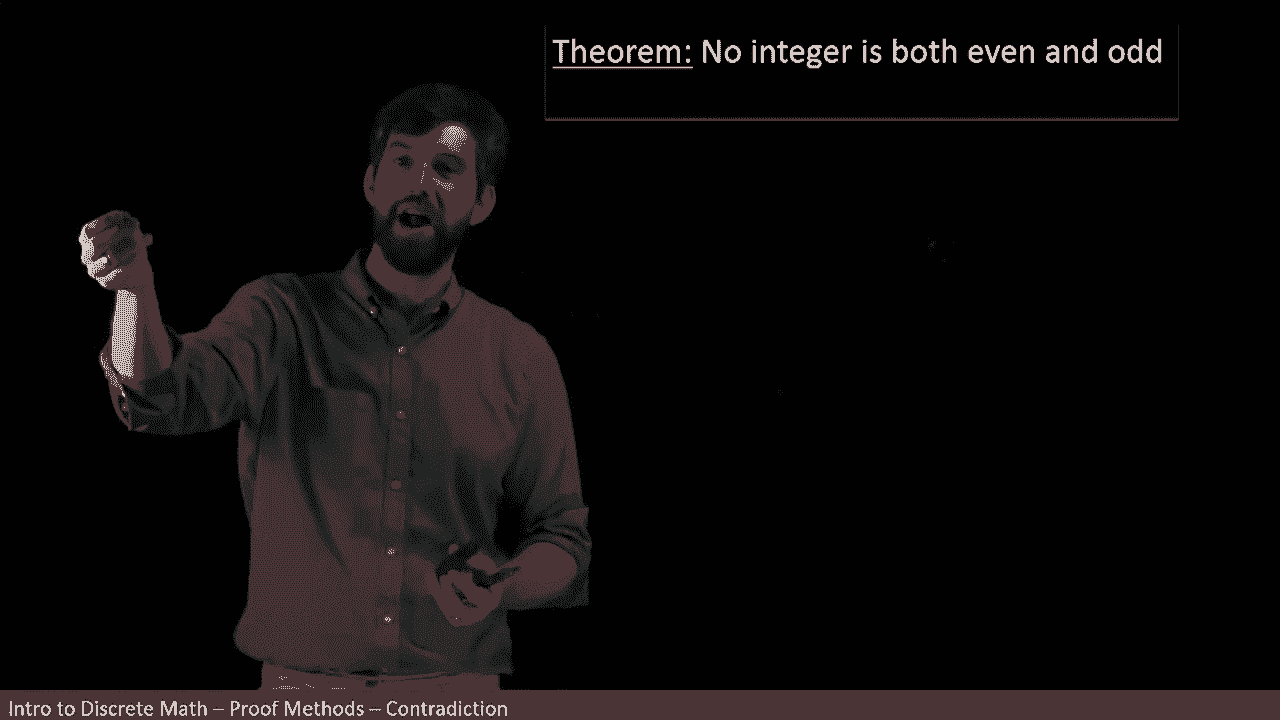 Theorem: No integer is both even and odd
Intro to Discrete Math – Proof Methods – Contradiction